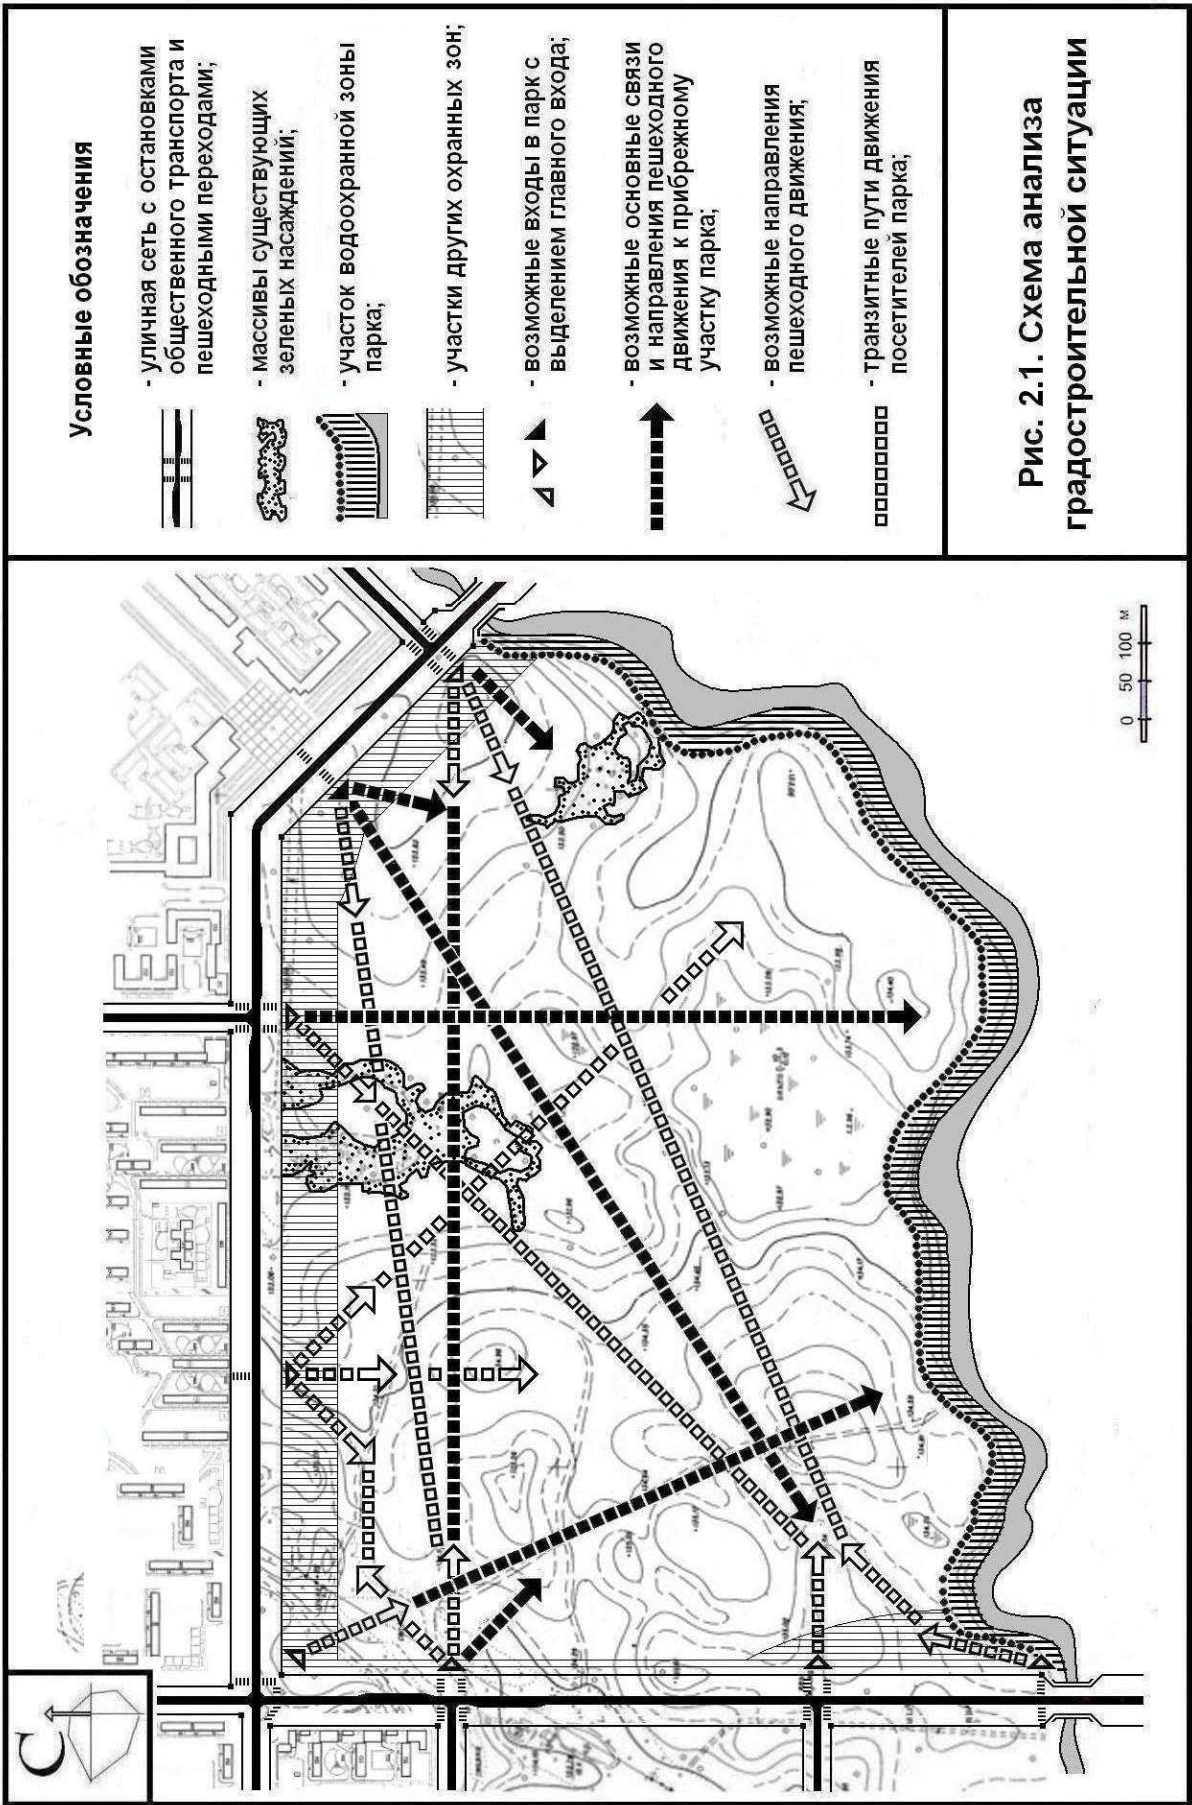 Условные обозначения
- уличная сеть с остановками
общественного транспорта и
пешеходными переходами;
- массивы существующих
зеленых насаждений;
- участок водоохранной зоны
парка;
- участки других охранных зон;
- возможные входы в парк с
выделением главного входа;
- возможные основные связи
и направления пешеходного
движения к прибрежному
участку парка;
- возможные направления
пешеходного движения;
- транзитные пути движения
посетителей парка;
Рис. 2.1. Схема анализа
градостроительной ситуации
С
0 50 100 м